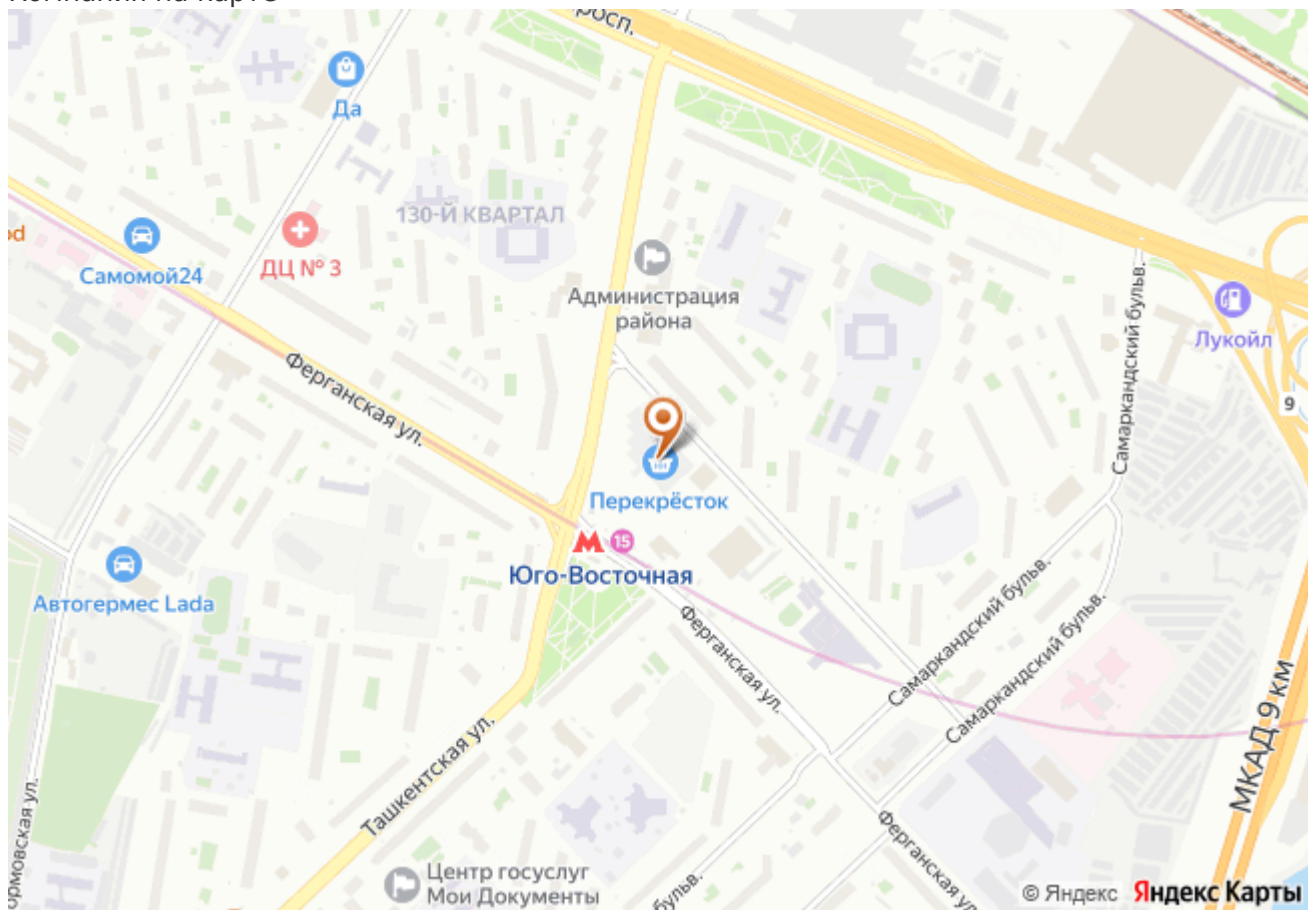 просп.
Да
130-Й КВАРТАЛ
Самомой24
ДЦ № 3
Администрация
района
Самаркандский бульв.
Лукойл
9
Ферганская ул.
Перекрёсток
15
Юго-Восточная
Автогермес Lada
Ферганская ул.
Самаркандский бульв.
Самаркандский бульв.
МКАД 9 км
Ташкентская ул.
Ферганская ул.
Центр госуслуг
Мои Документы
бульв.
© Яндекс Яндекс Карты